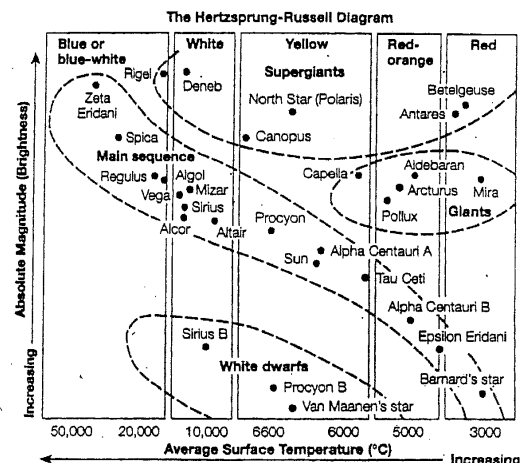 The Hertzsprung-Russell Diagram
Blue or
blue-white
White
Yellow
Red-
orange
Red
Supergiants
Rigel
Deneb
Zeta
Eridani
North Star (Polaris)
Betelgeuse
Antares
Spica
Canopus
Main sequence
Regulus
Algol
Mizar
Vega
Sirius
Alcor
Altair
Capella
Aldebaran
Arcturus
Mira
Pollux
Giants
Procyon
Sun
Alpha Centauri A
Tau Ceti
Alpha Centauri B
Epsilon Eridani
Sirius B
White dwarfs
Procyon B
Van Maanen's star
Barnard's star
Absolute Magnitude (Brightness)
Increasing
50,000 20,000 10,000 6600 6000 5000 3000
Average Surface Temperature (°C)
Increasing